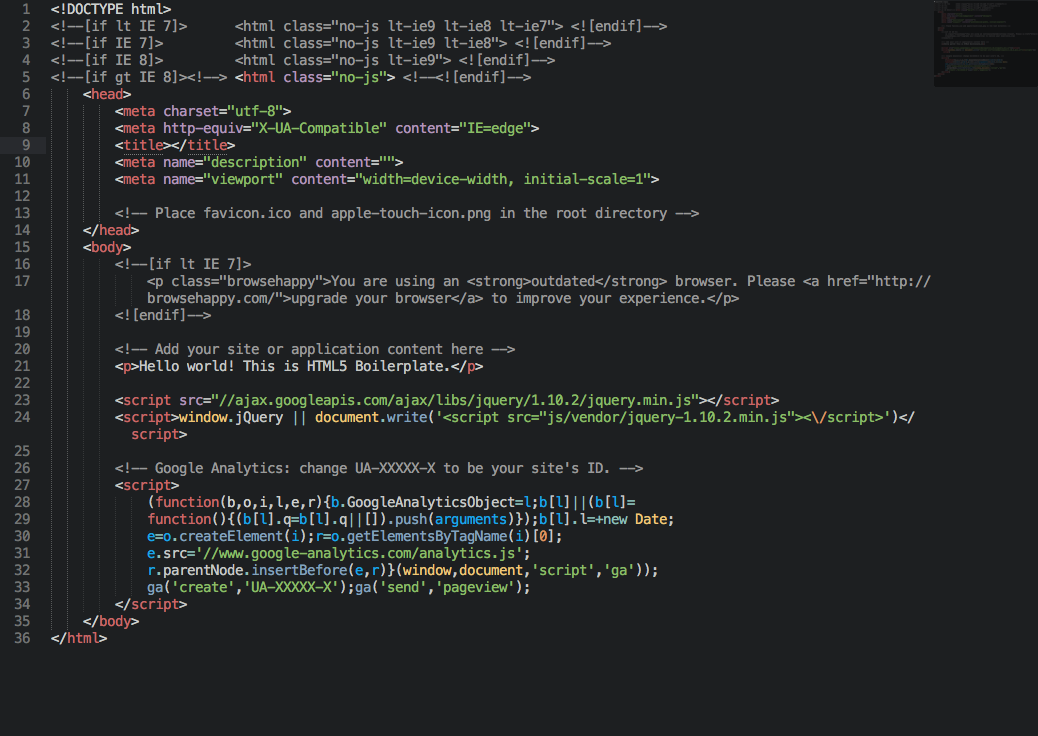 1 <!DOCTYPE html>
2 <!--[if lt IE 7]>      <html class="no-js lt-ie9 lt-ie8 lt-ie7"> <![endif]-->
3 <!--[if IE 7]>         <html class="no-js lt-ie9 lt-ie8"> <![endif]-->
4 <!--[if IE 8]>         <html class="no-js lt-ie9"> <![endif]-->
5 <!--[if gt IE 8]><!--> <html class="no-js"> <!--<![endif]-->
6     <head>
7         <meta charset="utf-8">
8         <meta http-equiv="X-UA-Compatible" content="IE=edge">
9         <title></title>
10         <meta name="description" content="">
11         <meta name="viewport" content="width=device-width, initial-scale=1">
12
13         <!-- Place favicon.ico and apple-touch-icon.png in the root directory -->
14     </head>
15     <body>
16         <!--[if lt IE 7]>
17             <p class="browsehappy">You are using an <strong>outdated</strong> browser. Please <a href="http://
            browsehappy.com/">upgrade your browser</a> to improve your experience.</p>
18         <![endif]-->
19
20         <!-- Add your site or application content here -->
21         <p>Hello world! This is HTML5 Boilerplate.</p>
22
23         <script src="//ajax.googleapis.com/ajax/libs/jquery/1.10.2/jquery.min.js"></script>
24         <script>window.jQuery || document.write('<script src="js/vendor/jquery-1.10.2.min.js"><\/script>')</
          script>
25
26         <!-- Google Analytics: change UA-XXXXX-X to be your site's ID. -->
27         <script>
28             (function(b,o,i,l,e,r){b.GoogleAnalyticsObject=l;b[l]||(b[l]=
29             function(){(b[l].q=b[l].q||[]).push(arguments)});b[l].l=+new Date;
30             e=o.createElement(i);r=o.getElementsByTagName(i)[0];
31             e.src='//www.google-analytics.com/analytics.js';
32             r.parentNode.insertBefore(e,r)}(window,document,'script','ga'));
33             ga('create','UA-XXXXX-X');ga('send','pageview');
34         </script>
35     </body>
36 </html>